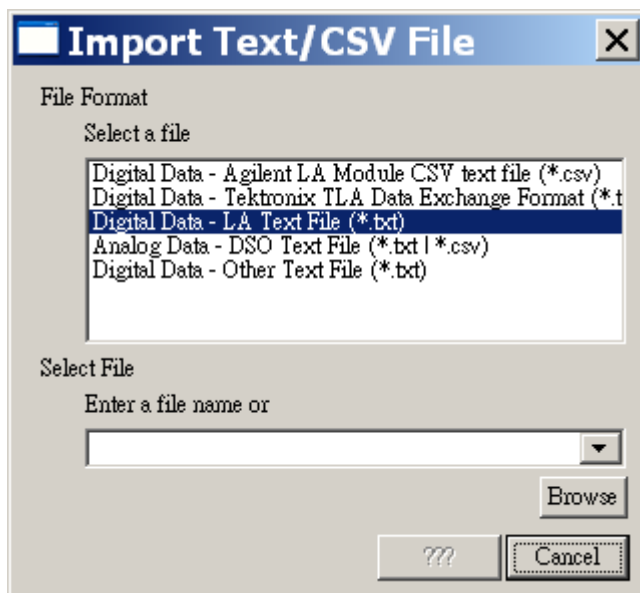 Import Text/CSV File
File Format
Select a file
Digital Data - Agilent LA Module CSV text file (*.csv)
Digital Data - Tektronix TLA Data Exchange Format (*.t
Digital Data - LA Text File (*.txt)
Analog Data - DSO Text File (*.txt | *.csv)
Digital Data - Other Text File (*.txt)
Select File
Enter a file name or
Browse
???
Cancel